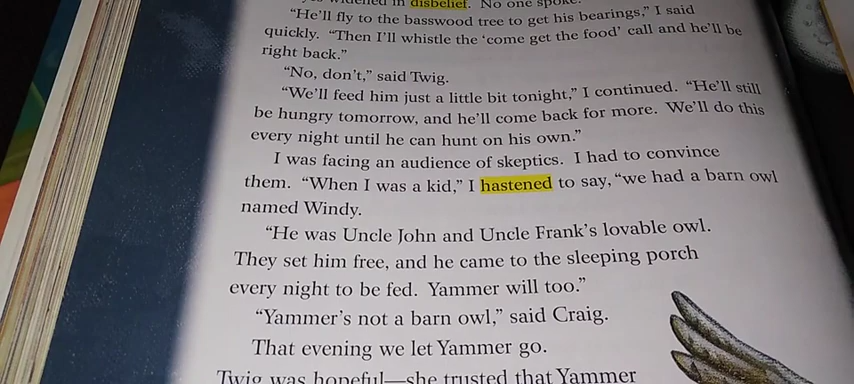 widened in disbelief. No one spoke.
“He’ll fly to the basswood tree to get his bearings,” I said
quickly. “Then I’ll whistle the ‘come get the food’ call and he’ll be
right back.”
“No, don’t,” said Twig.
“We’ll feed him just a little bit tonight,” I continued. “He’ll still
be hungry tomorrow, and he’ll come back for more. We’ll do this
every night until he can hunt on his own.”
I was facing an audience of skeptics. I had to convince
them. “When I was a kid,” I hastened to say, “we had a barn owl
named Windy.
“He was Uncle John and Uncle Frank’s lovable owl.
They set him free, and he came to the sleeping porch
every night to be fed. Yammer will too.”
“Yammer’s not a barn owl,” said Craig.
That evening we let Yammer go.
Twig was hopeful—she trusted that Yammer